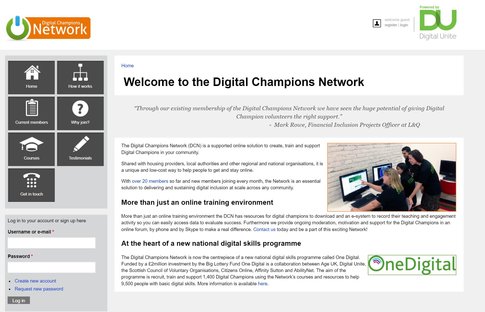 Digital Champions
Network
welcome guest
register / login
Powered by
DU
Digital Unite
Home
How it works
Current members
Why join?
Courses
Testimonials
Get in touch
Log in to your account or sign up here
Username or e-mail *
Password *
Create new account
Request new password
Log in
Home
Welcome to the Digital Champions Network
"Through our existing membership of the Digital Champions Network we have seen the huge potential of giving Digital
Champion volunteers the right support."
- Mark Rowe, Financial Inclusion Projects Officer at L&Q
The Digital Champions Network (DCN) is a supported online solution to create, train and support
Digital Champions in your community.
Shared with housing providers, local authorities and other regional and national organisations, it is
a unique and low-cost way to help people to get and stay online.
With over 20 members so far and new members joining every month, the Network is an essential
solution to delivering and sustaining digital inclusion at scale across any community.
More than just an online training environment
More than just an online training environment the DCN has resources for digital champions to download and an e-system to record their teaching and engagement
activity so you can easily access data to evaluate success. Furthermore we provide ongoing moderation, motivation and support for the Digital Champions in an
online forum, by phone and by Skype to make a real difference. Contact us today and be a part of this exciting Network!
At the heart of a new national digital skills programme
The Digital Champions Network is now the centrepiece of a new national digital skills programme called One Digital.
Funded by a £2million investment by the Big Lottery Fund One Digital is a collaboration between Age UK, Digital Unite,
the Scottish Council of Voluntary Organisations, Citizens Online, Affinity Sutton and AbilityNet. The aim of the
programme is recruit, train and support 1,400 Digital Champions using the Network's courses and resources to help
9,500 people with basic digital skills. More information is available here.
OneDigital